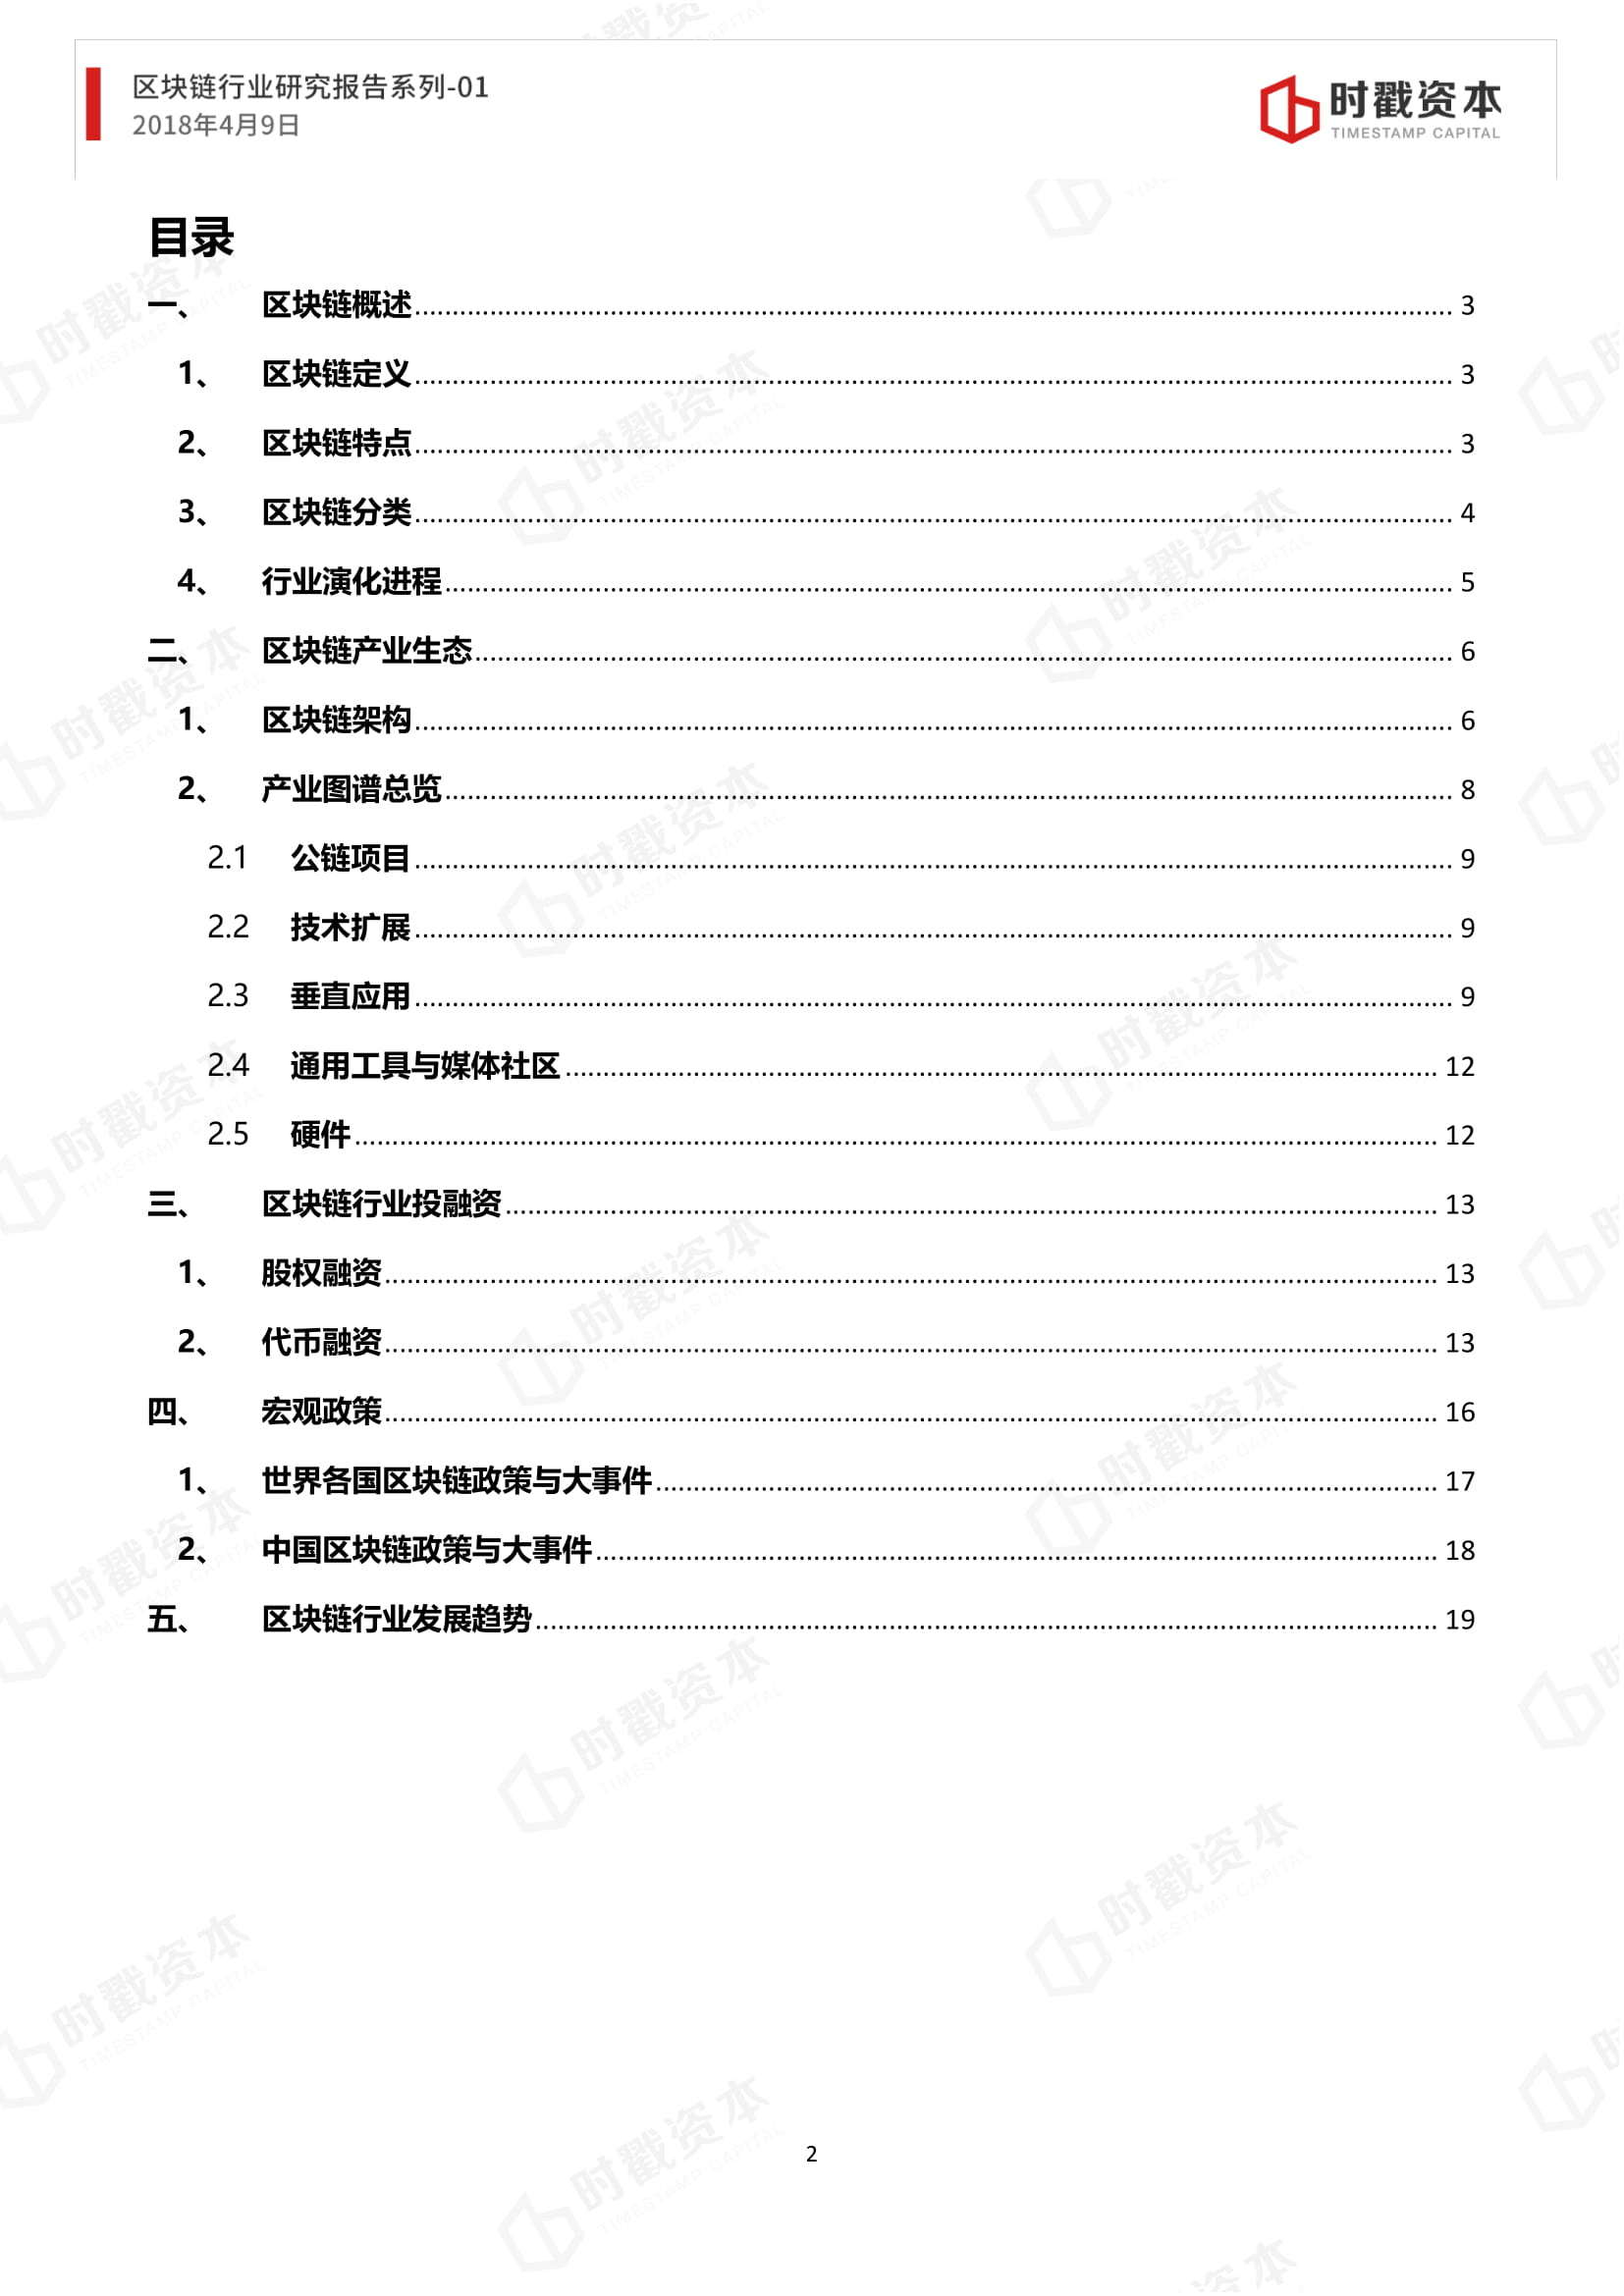 区块链行业研究报告系列-01
2018年4月9日
时戳资本
TIMESTAMP CAPITAL
目录
一、 区块链概述 3
1、 区块链定义 3
2、 区块链特点 3
3、 区块链分类 4
4、 行业演化进程 5
二、 区块链产业生态 6
1、 区块链架构 6
2、 产业图谱总览 8
2.1 公链项目 9
2.2 技术扩展 9
2.3 垂直应用 9
2.4 通用工具与媒体社区 12
2.5 硬件 12
三、 区块链行业投融资 13
1、 股权融资 13
2、 代币融资 13
四、 宏观政策 16
1、 世界各国区块链政策与大事件 17
2、 中国区块链政策与大事件 18
五、 区块链行业发展趋势 19
2